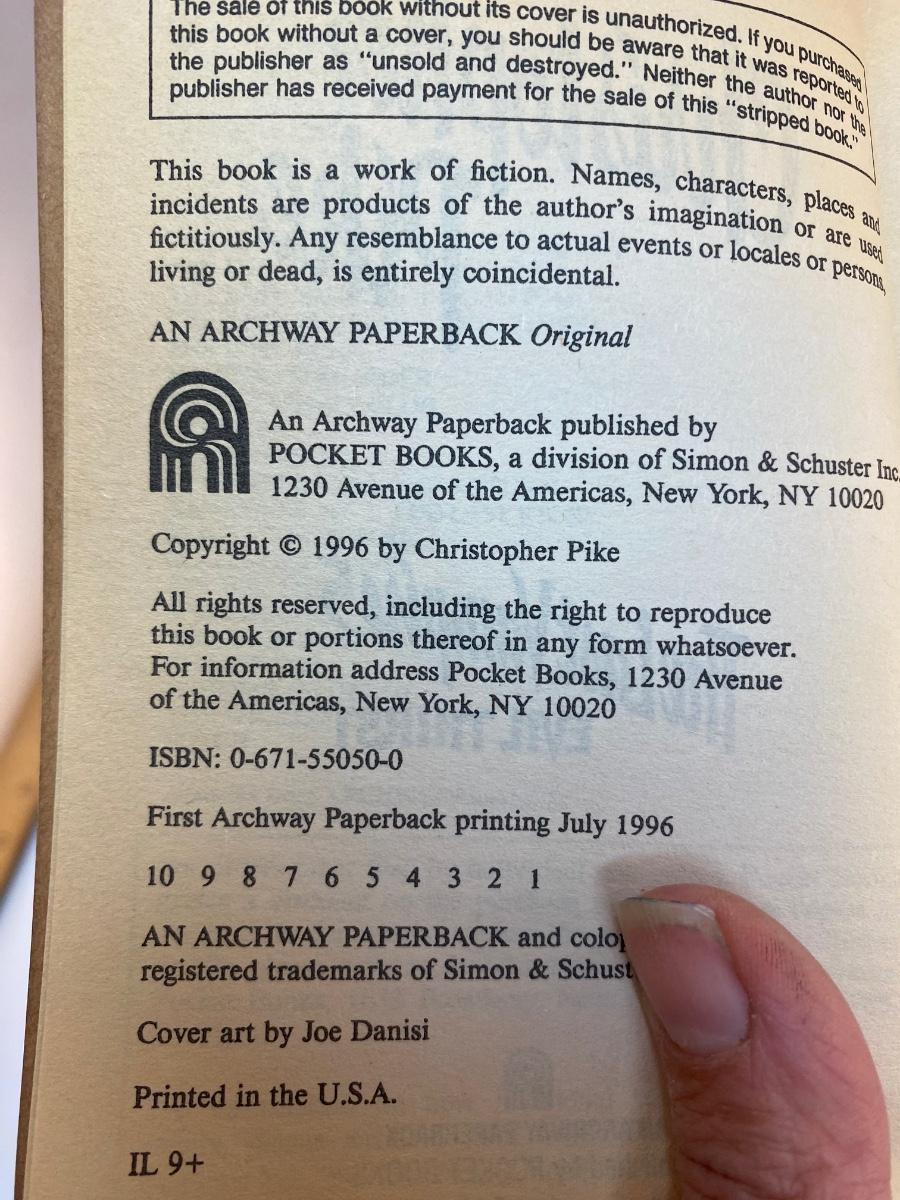 The sale of this book without its cover is unauthorized. If you purchased
this book without a cover, you should be aware that it was reported to
the publisher as "unsold and destroyed." Neither the author nor the
publisher has received payment for the sale of this "stripped book."
This book is a work of fiction. Names, characters, places and
incidents are products of the author's imagination or are used
fictitiously. Any resemblance to actual events or locales or persons,
living or dead, is entirely coincidental.
AN ARCHWAY PAPERBACK Original
An Archway Paperback published by
POCKET BOOKS, a division of Simon & Schuster Inc.
1230 Avenue of the Americas, New York, NY 10020
Copyright © 1996 by Christopher Pike
All rights reserved, including the right to reproduce
this book or portions thereof in any form whatsoever.
For information address Pocket Books, 1230 Avenue
of the Americas, New York, NY 10020
ISBN: 0-671-55050-0
First Archway Paperback printing July 1996
10 9 8 7 6 5 4 3 2 1
AN ARCHWAY PAPERBACK and
registered trademarks of Simon &
Cover art by Joe Danisi
Printed in the U.S.A.
IL 9+